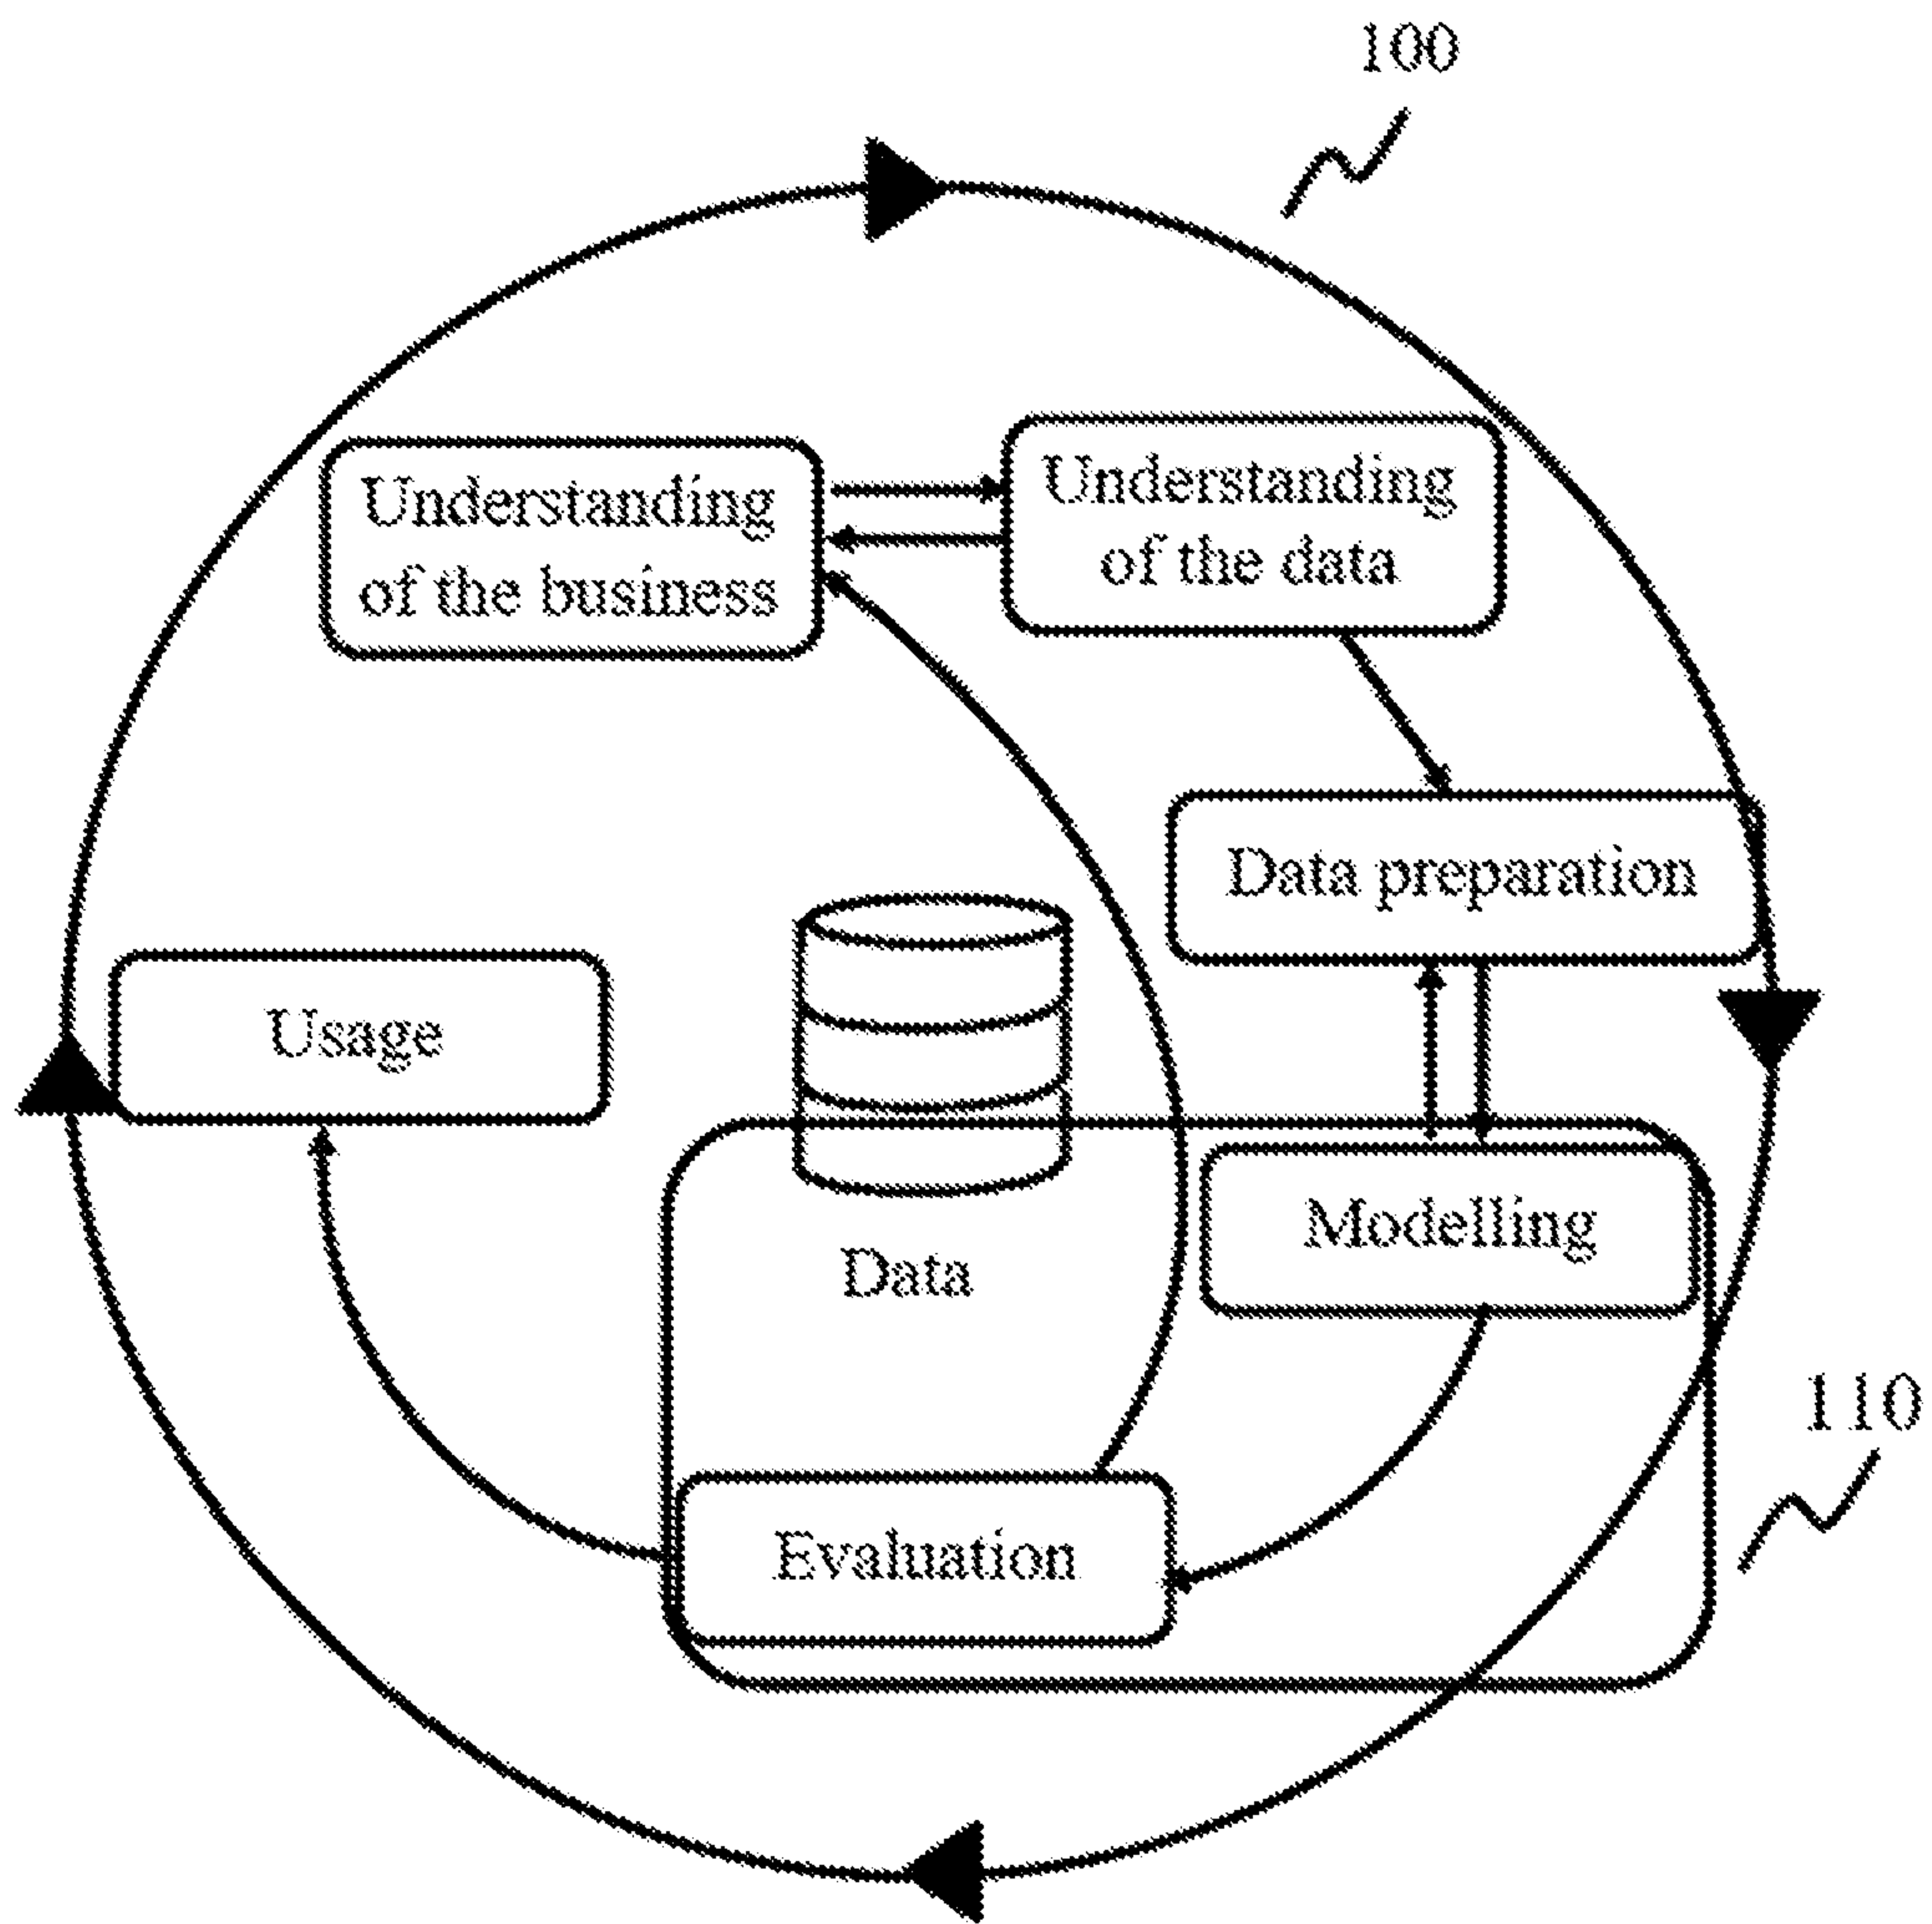 100
Understanding
of the business
Understanding
of the data
Data preparation
Usage
Modelling
Data
110
Evaluation